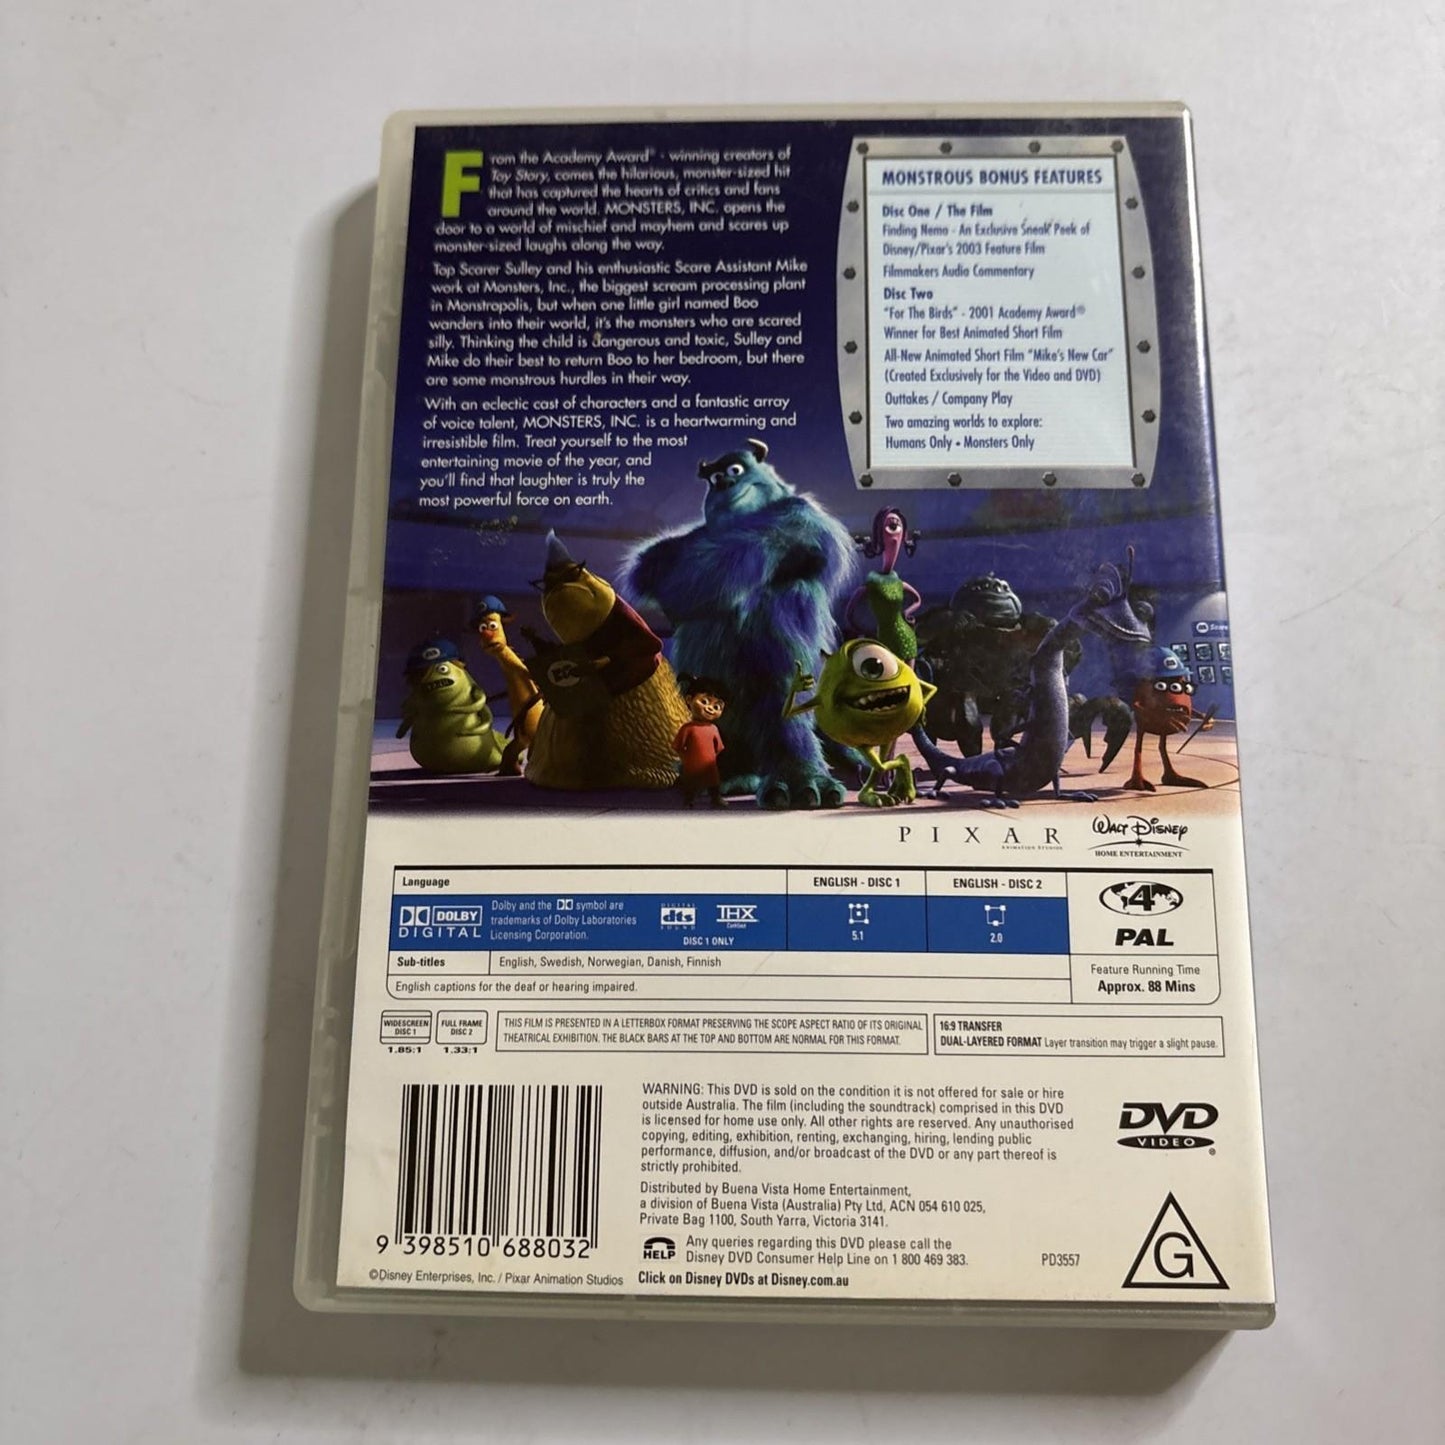 From the Academy Award® - winning creators of
Toy Story, comes the hilarious, monster-sized hit
that has captured the hearts of critics and fans
around the world. MONSTERS, INC. opens the
door to a world of mischief and mayhem and scares up
monster-sized laughs along the way.
Top Scarer Sulley and his enthusiastic Scare Assistant Mike
work at Monsters, Inc., the biggest scream processing plant
in Monstropolis, but when one little girl named Boo
wanders into their world, it's the monsters who are scared
silly. Thinking the child is dangerous and toxic, Sulley and
Mike do their best to return Boo to her bedroom, but there
are some monstrous hurdles in their way.
With an eclectic cast of characters and a fantastic array
of voice talent, MONSTERS, INC. is a heartwarming and
irresistible film. Treat yourself to the most
entertaining movie of the year, and
you'll find that laughter is truly the
most powerful force on earth.
MONSTROUS BONUS FEATURES
Disc One / The Film
Finding Nemo - An Exclusive Sneak Peek of
Disney/Pixar's 2003 Feature Film
Filmmakers Audio Commentary
Disc Two
"For The Birds" - 2001 Academy Award®
Winner for Best Animated Short Film
All-New Animated Short Film "Mike's New Car"
(Created Exclusively for the Video and DVD)
Outtakes / Company Play
Two amazing worlds to explore:
Humans Only • Monsters Only
PIXAR
ANIMATION STUDIOS
WALT DISNEY
HOME ENTERTAINMENT
Language
ENGLISH - DISC 1
ENGLISH - DISC 2
DOLBY
DIGITAL
Dolby and the symbol are
trademarks of Dolby Laboratories
Licensing Corporation.
DIGITAL
dts
SOUND
THX
Certified
DISC 1 ONLY
5.1
2.0
4
PAL
Sub-titles
English, Swedish, Norwegian, Danish, Finnish
English captions for the deaf or hearing impaired.
Feature Running Time
Approx. 88 Mins
WIDESCREEN
DISC 1
1.85:1
FULL FRAME
DISC 2
1.33:1
THIS FILM IS PRESENTED IN A LETTERBOX FORMAT PRESERVING THE SCOPE ASPECT RATIO OF ITS ORIGINAL
THEATRICAL EXHIBITION. THE BLACK BARS AT THE TOP AND BOTTOM ARE NORMAL FOR THIS FORMAT.
16:9 TRANSFER
DUAL-LAYERED FORMAT Layer transition may trigger a slight pause.
WARNING: This DVD is sold on the condition it is not offered for sale or hire
outside Australia. The film (including the soundtrack) comprised in this DVD
is licensed for home use only. All other rights are reserved. Any unauthorised
copying, editing, exhibition, renting, exchanging, hiring, lending public
performance, diffusion, and/or broadcast of the DVD or any part thereof is
strictly prohibited.
Distributed by Buena Vista Home Entertainment,
a division of Buena Vista (Australia) Pty Ltd, ACN 054 610 025,
Private Bag 1100, South Yarra, Victoria 3141.
HELP
Any queries regarding this DVD please call the
Disney DVD Consumer Help Line on 1 800 469 383.
Click on Disney DVDs at Disney.com.au
PD3557
DVD
VIDEO
G
9 398510 688032
©Disney Enterprises, Inc. / Pixar Animation Studios